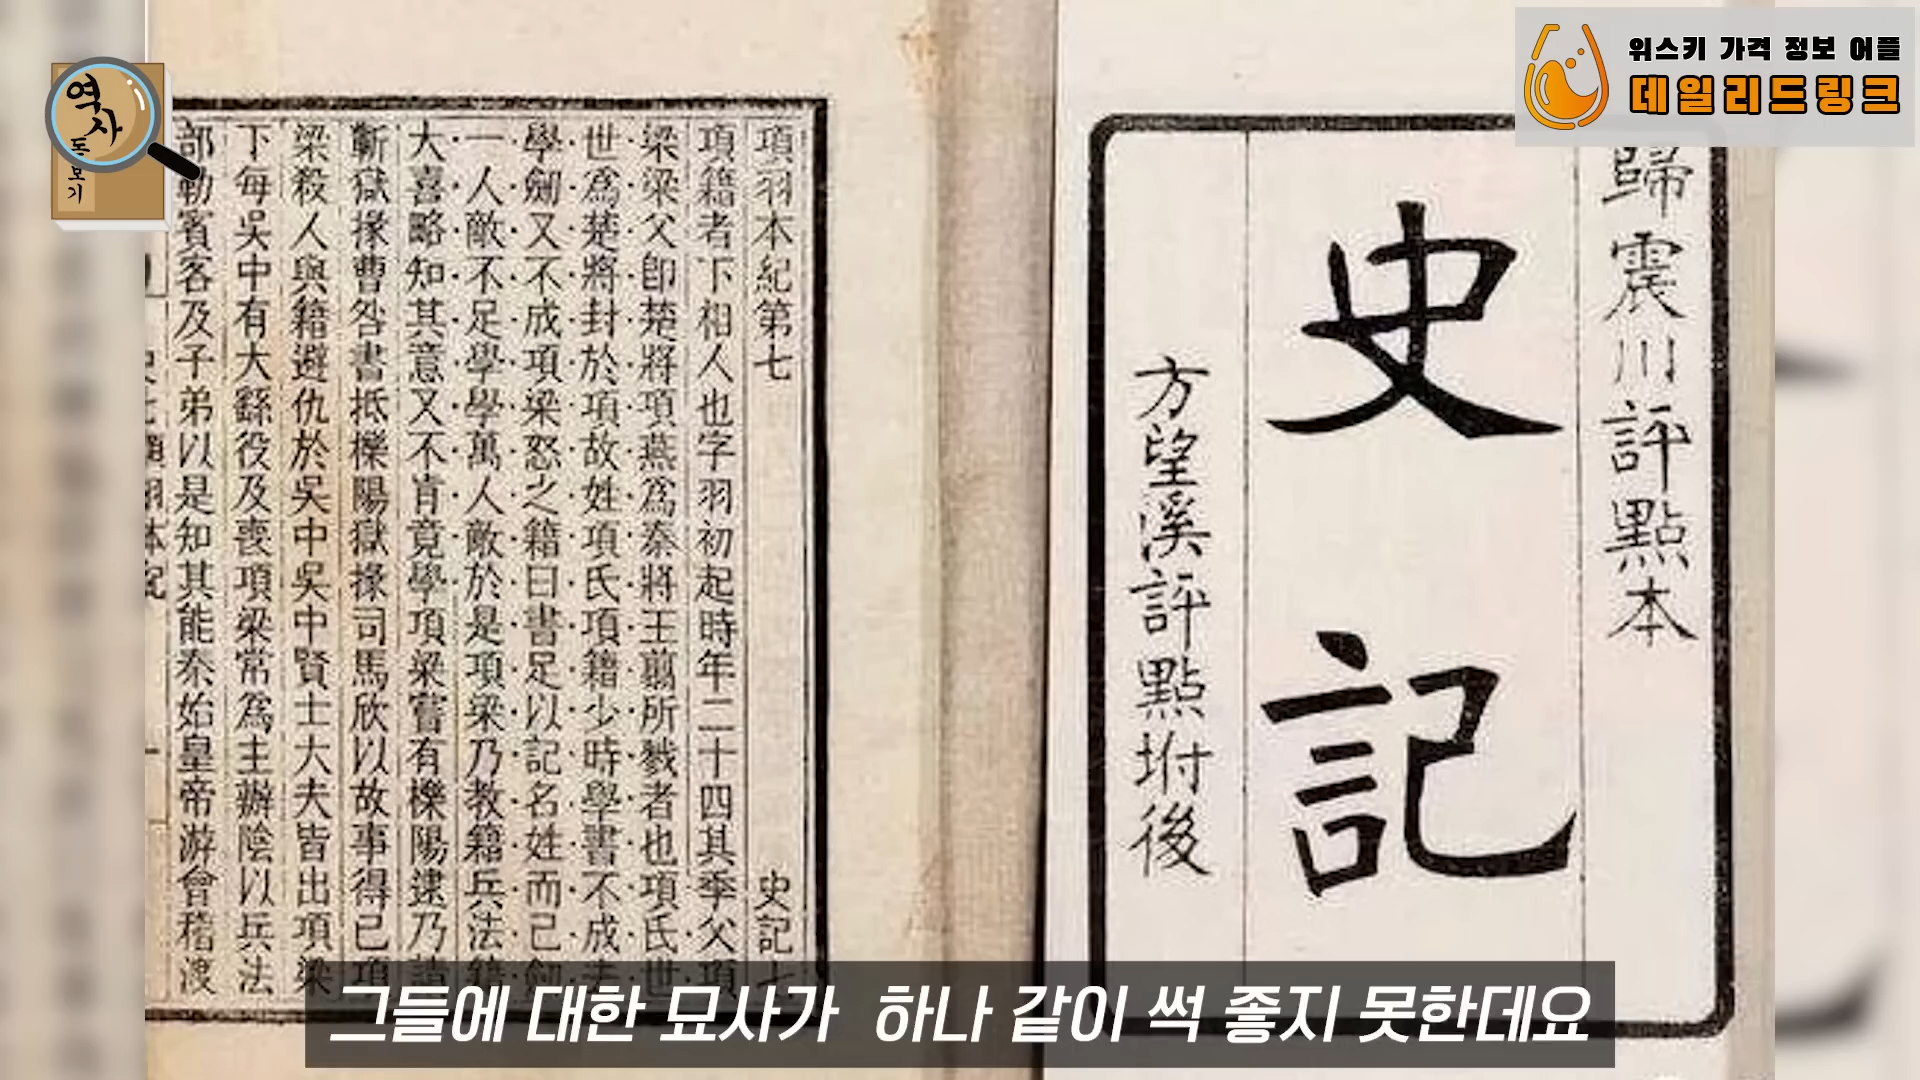 역사
돋보기
위스키 가격 정보 어플
데일리드링크
歸震川評點本
史記
方望溪評點坿後
項羽本紀第七 史記七
項籍者下相人也字羽初起時年二十四其季父項
梁梁父卽楚將項燕爲秦將王翦所戮者也項氏世
世爲楚將封於項故姓項氏項籍少時學書不成去
學劍又不成項梁怒之籍曰書足以記名姓而已劍
一人敵不足學學萬人敵於是項梁乃敎籍兵法籍
大喜略知其意又不肯竟學項梁嘗有櫟陽逮乃請
蘄獄掾曹咎書抵櫟陽獄掾司馬欣以故事得已項
梁殺人與籍避仇於吳中吳中賢士大夫皆出項梁
下每吳中有大繇役及喪項梁常爲主辦陰以兵法
部勒賓客及子弟以是知其能秦始皇帝游會稽渡
그들에 대한 묘사가 하나 같이 썩 좋지 못한데요